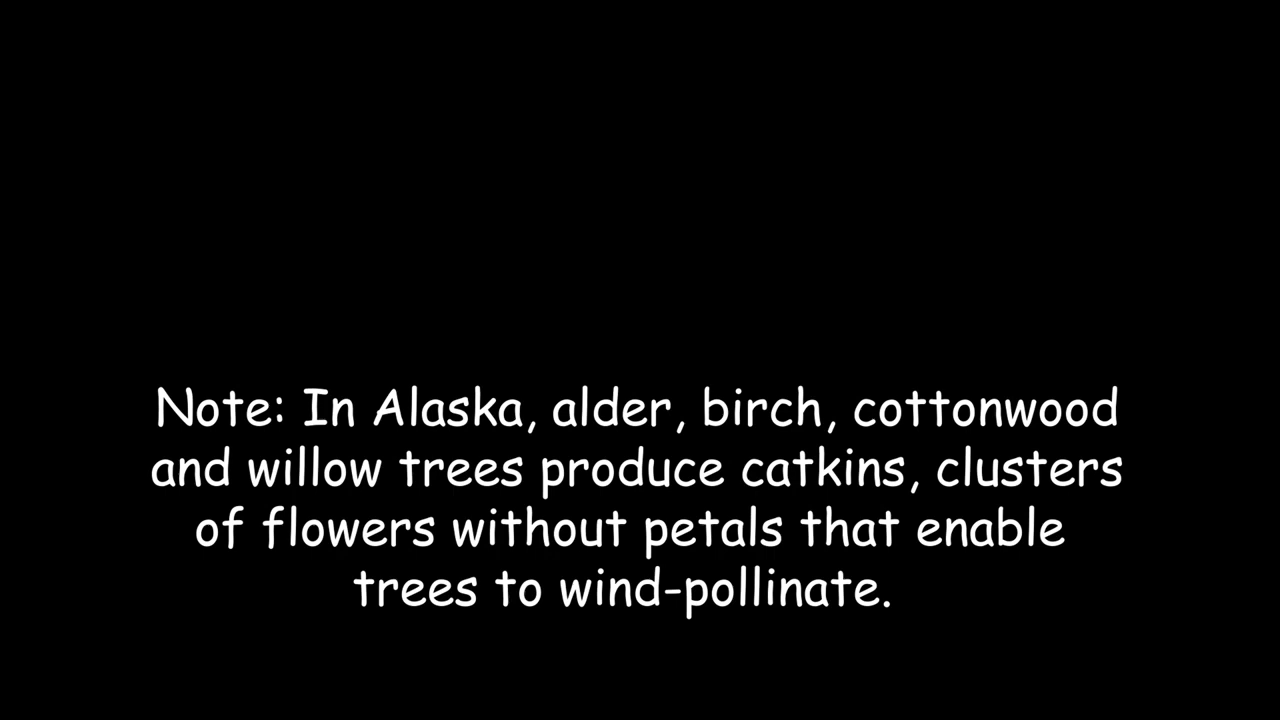 Note: In Alaska, alder, birch, cottonwood
and willow trees produce catkins, clusters
of flowers without petals that enable
trees to wind-pollinate.